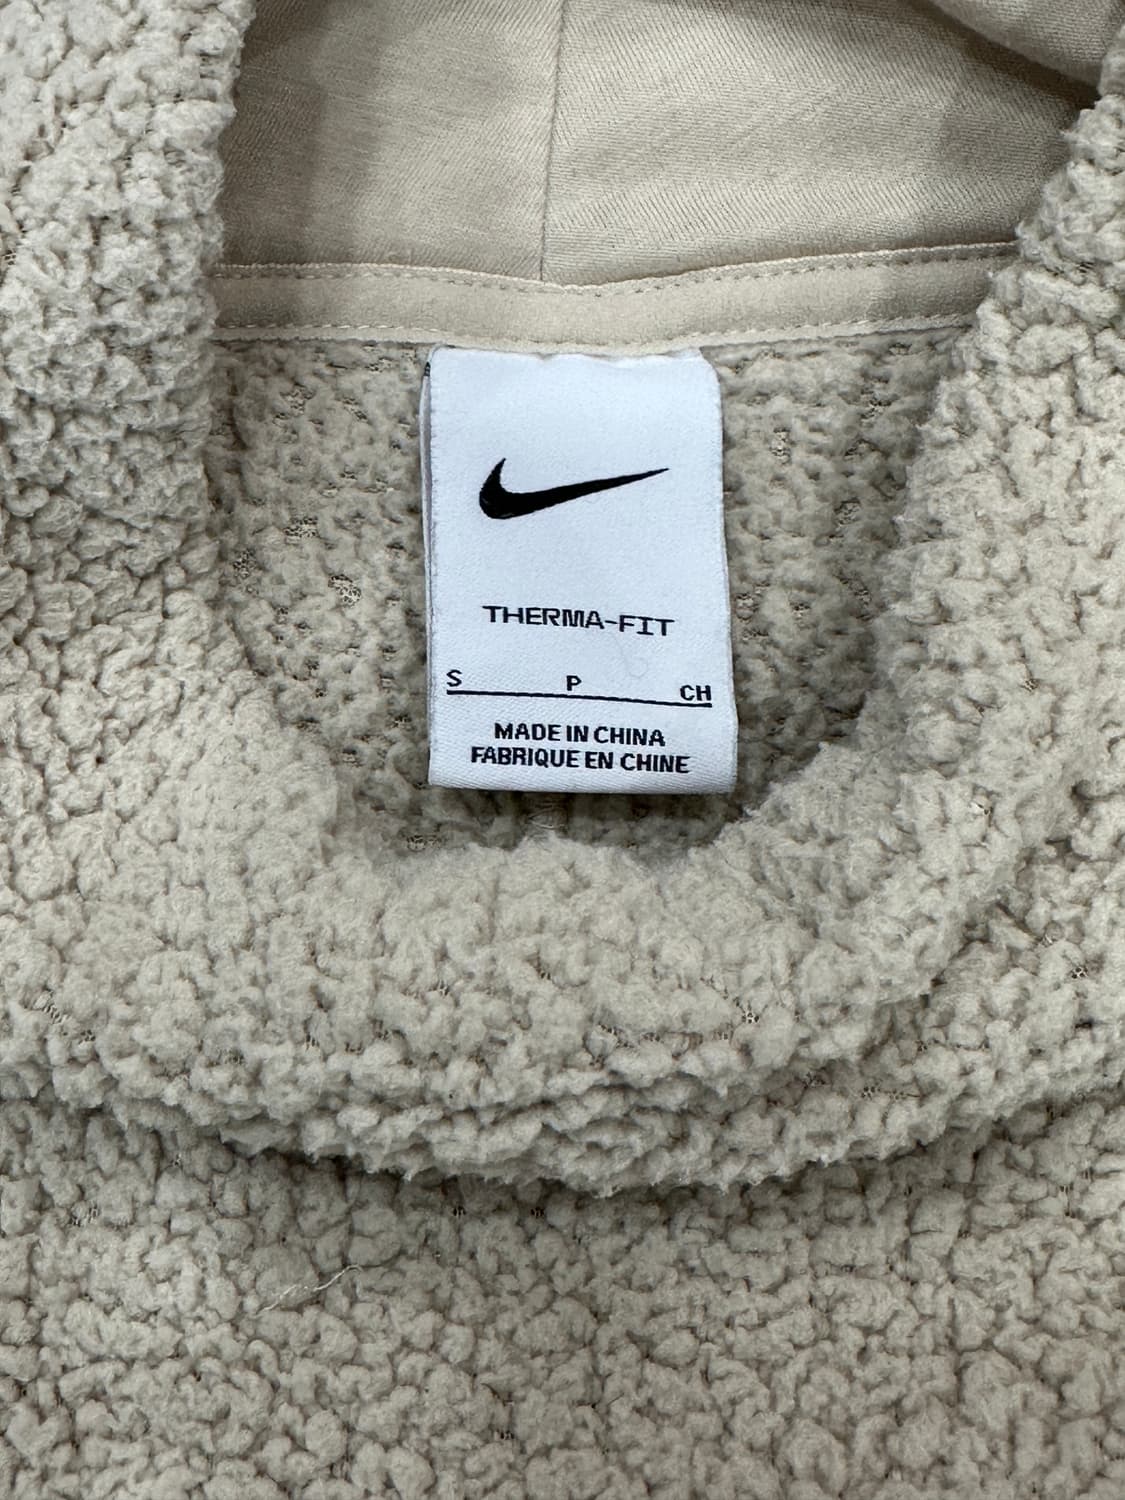 THERMA-FIT
S P CH
MADE IN CHINA
FABRIQUE EN CHINE